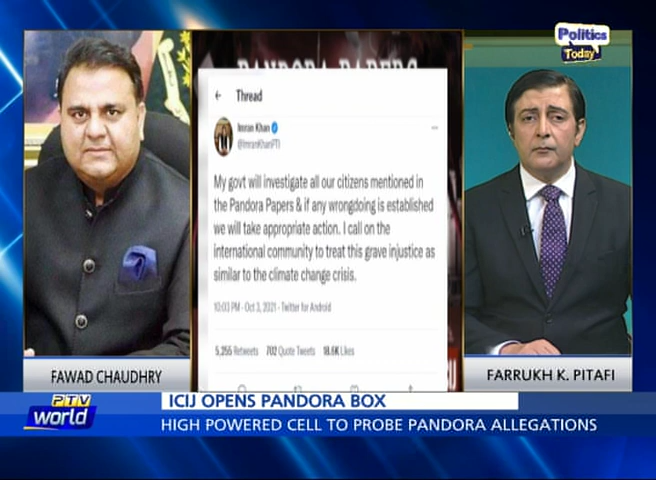 Politics
Today
PANDORA PAPERS
Thread
Imran Khan
@ImranKhanPTI
My govt will investigate all our citizens mentioned in
the Pandora Papers & if any wrongdoing is established
we will take appropriate action. I call on the
international community to treat this grave injustice as
similar to the climate change crisis.
10:03 PM · Oct 3, 2021 · Twitter for Android
5,255 Retweets 702 Quote Tweets 18.6K Likes
FAWAD CHAUDHRY
FARRUKH K. PITAFI
PTV
world
ICIJ OPENS PANDORA BOX
HIGH POWERED CELL TO PROBE PANDORA ALLEGATIONS